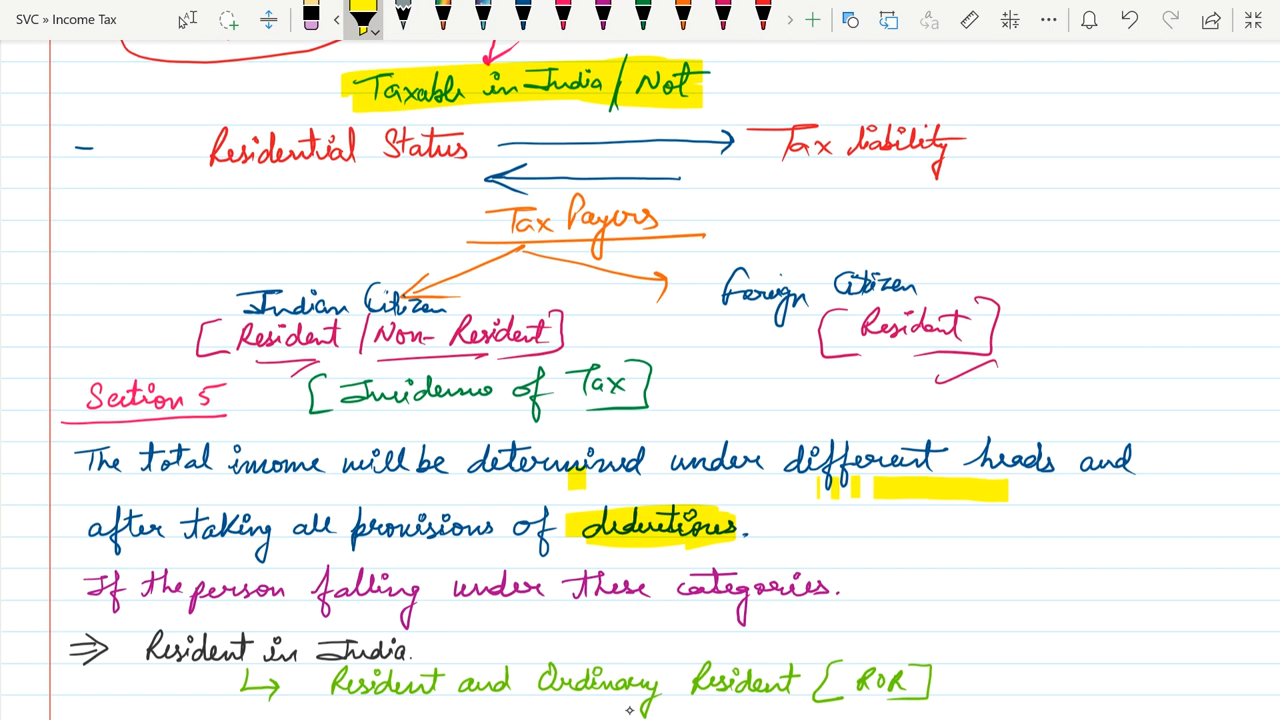 SVC » Income Tax
Taxable in India / Not
- Residential Status Tax liability
Tax Payers
Indian Citizen Foreign Citizen
[Resident / Non-Resident] [Resident]
Section 5 [Incidence of Tax]
The total income will be determined under different heads and
after taking all provisions of deductions.
If the person falling under these categories.
⇒ Resident in India.
↳ Resident and Ordinary Resident [ROR]